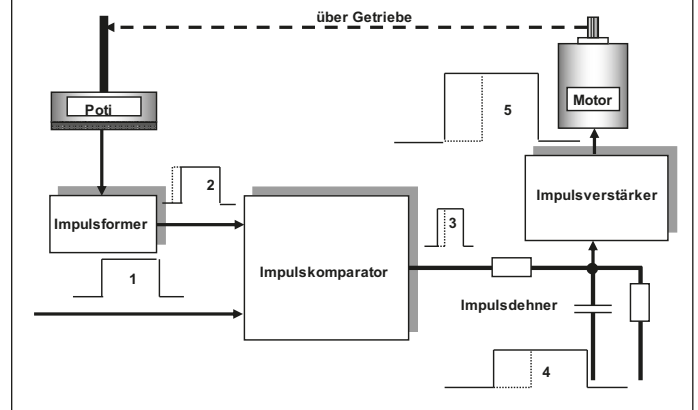 über Getriebe
Poti
Motor
5
2
Impulsformer
3
Impulsverstärker
1
Impulskomparator
Impulsdehner
4